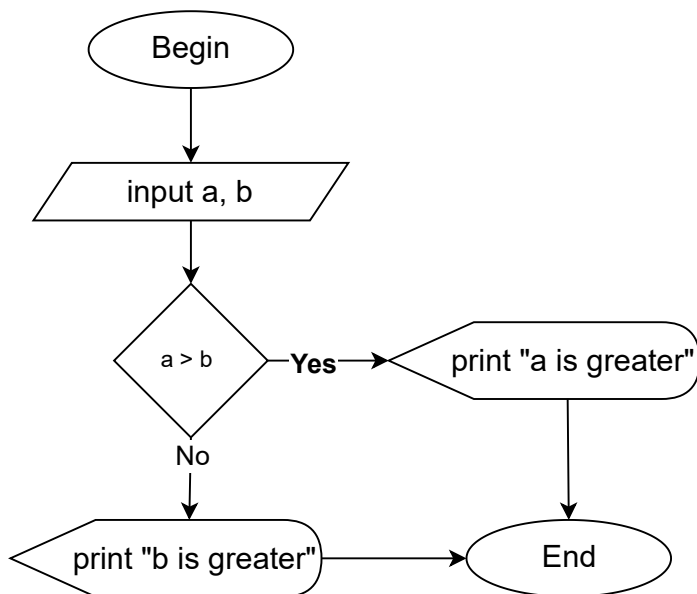 Begin
input a, b
a > b
Yes
print "a is greater"
No
print "b is greater"
End